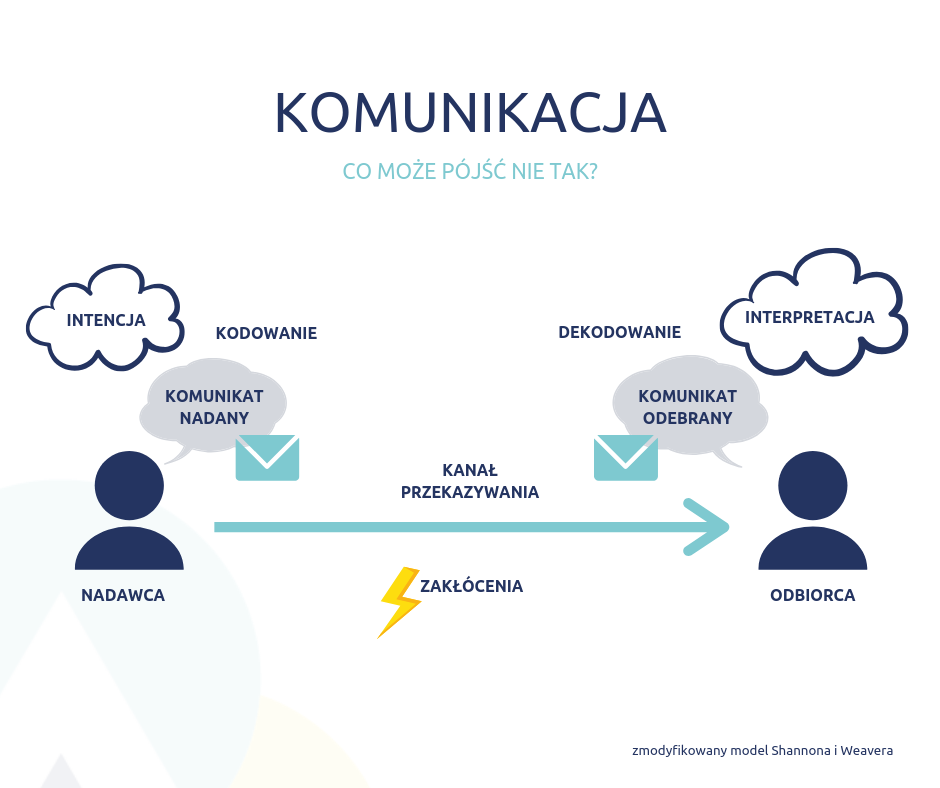 KOMUNIKACJA
CO MOŻE PÓJŚĆ NIE TAK?
INTENCJA
KODOWANIE
DEKODOWANIE
INTERPRETACJA
KOMUNIKAT
NADANY
KOMUNIKAT
ODEBRANY
KANAŁ
PRZEKAZYWANIA
ZAKŁÓCENIA
NADAWCA
ODBIORCA
zmodyfikowany model Shannona i Weavera